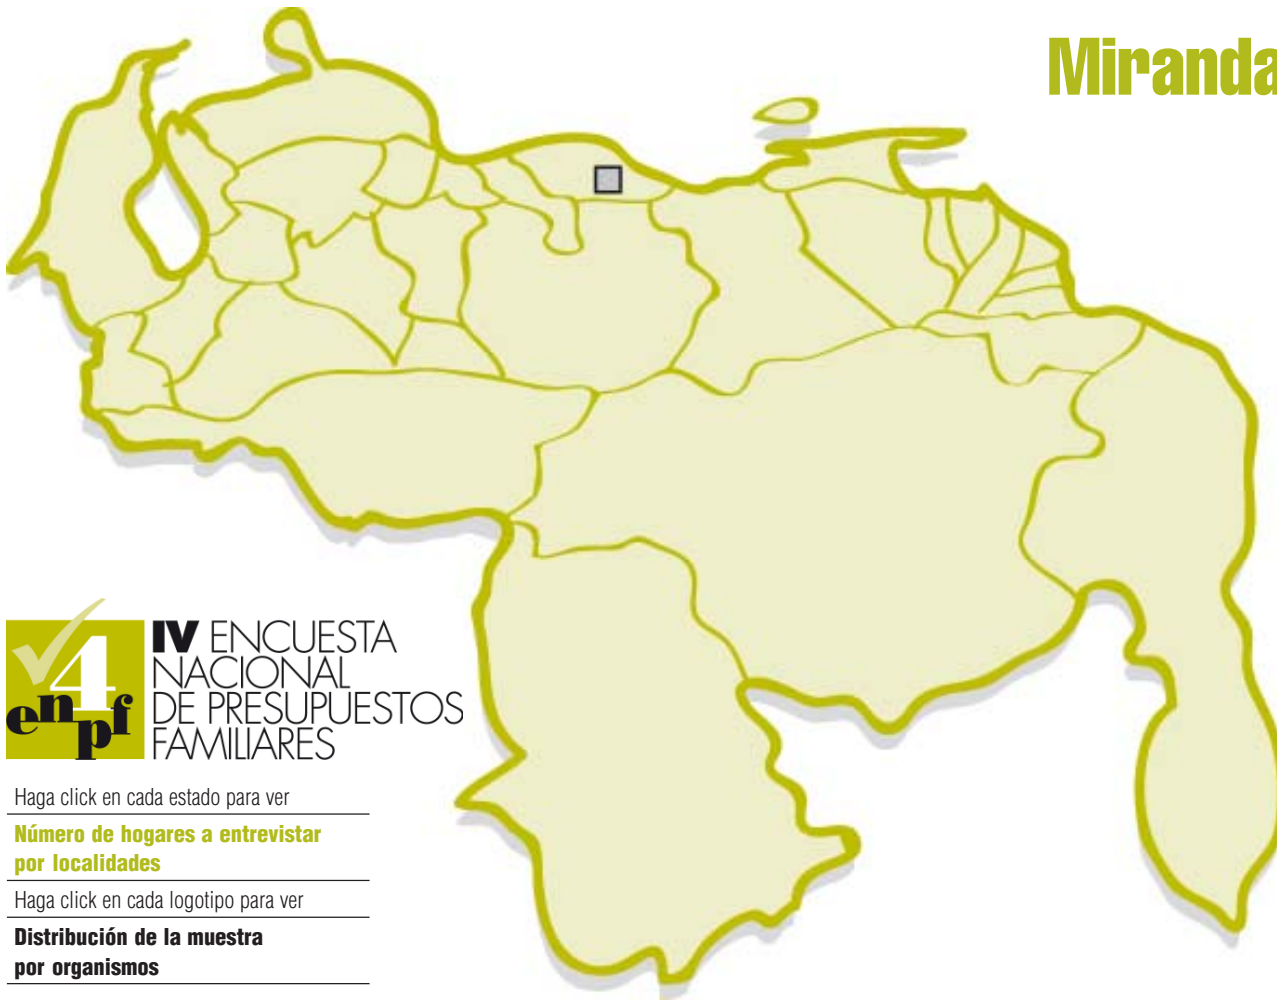 Miranda
IV ENCUESTA
NACIONAL
DE PRESUPUESTOS
FAMILIARES
4
enpf
Haga click en cada estado para ver
Número de hogares a entrevistar
por localidades
Haga click en cada logotipo para ver
Distribución de la muestra
por organismos